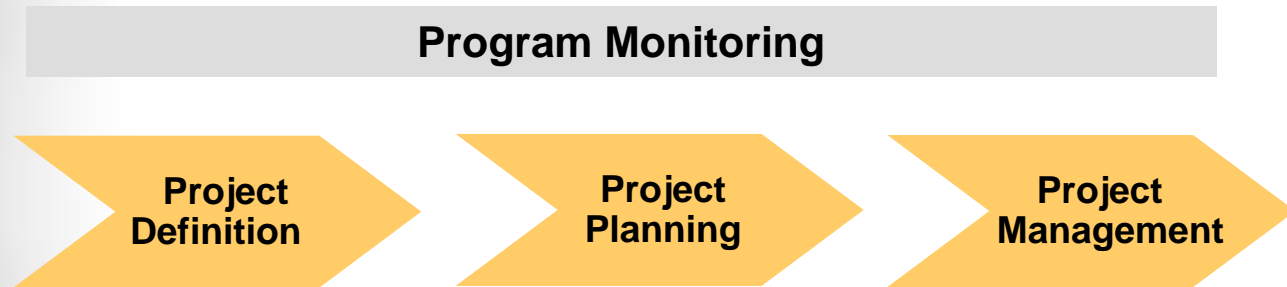 Program Monitoring
Project
Definition
Project
Planning
Project
Management